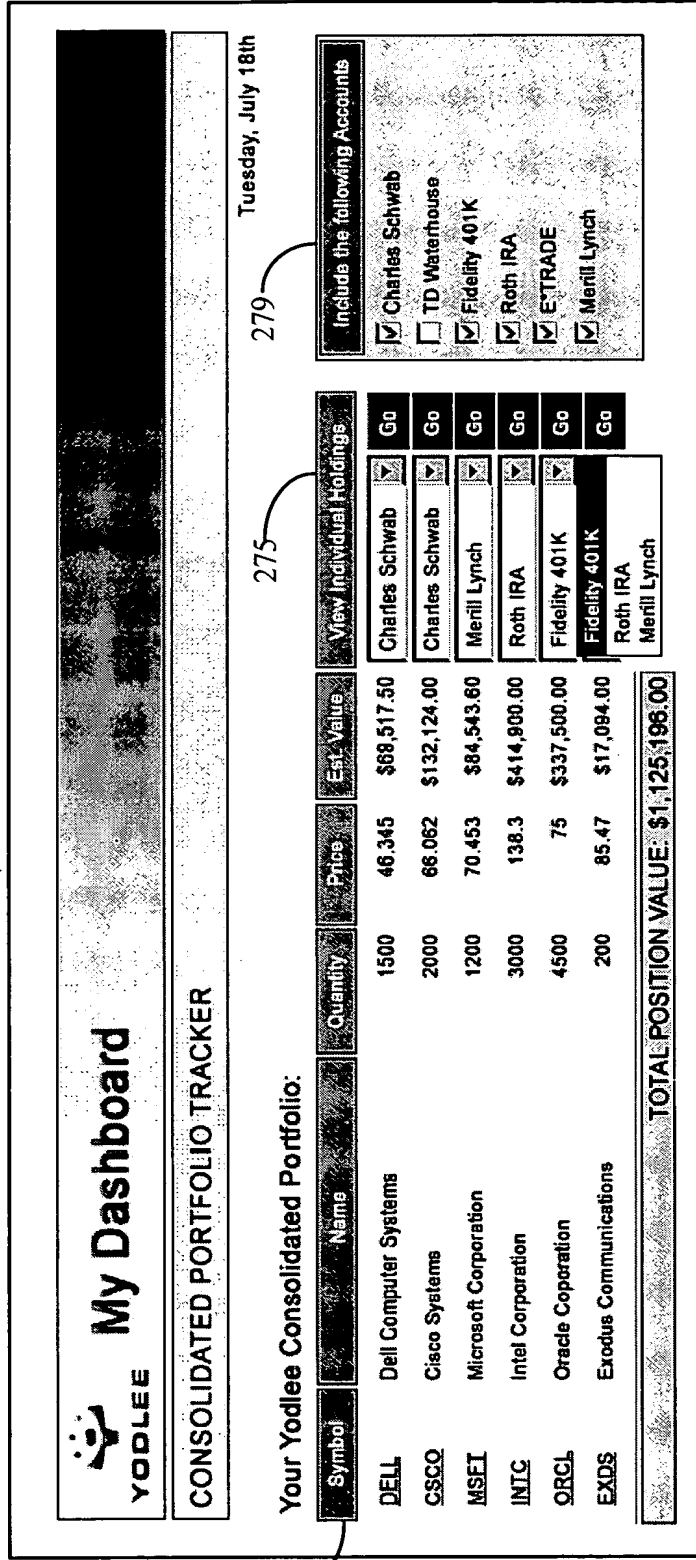 YODLEE
My Dashboard
CONSOLIDATED PORTFOLIO TRACKER
Tuesday, July 18th
Your Yodlee Consolidated Portfolio:
275
279
Symbol Name Quantity Price Est. Value View Individual Holdings
DELL Dell Computer Systems 1500 46.345 $69,517.50 Charles Schwab Go
CSCO Cisco Systems 2000 66.062 $132,124.00 Charles Schwab Go
MSFT Microsoft Corporation 1200 70.453 $84,543.60 Merill Lynch Go
INTC Intel Corporation 3000 138.3 $414,900.00 Roth IRA Go
ORCL Oracle Coporation 4500 75 $337,500.00 Fidelity 401K Go
EXDS Exodus Communications 200 85.47 $17,094.00 Fidelity 401K Go
Roth IRA
Merill Lynch
TOTAL POSITION VALUE: $1,125,196.00
Include the following Accounts
Charles Schwab
TD Waterhouse
Fidelity 401K
Roth IRA
E*TRADE
Merill Lynch